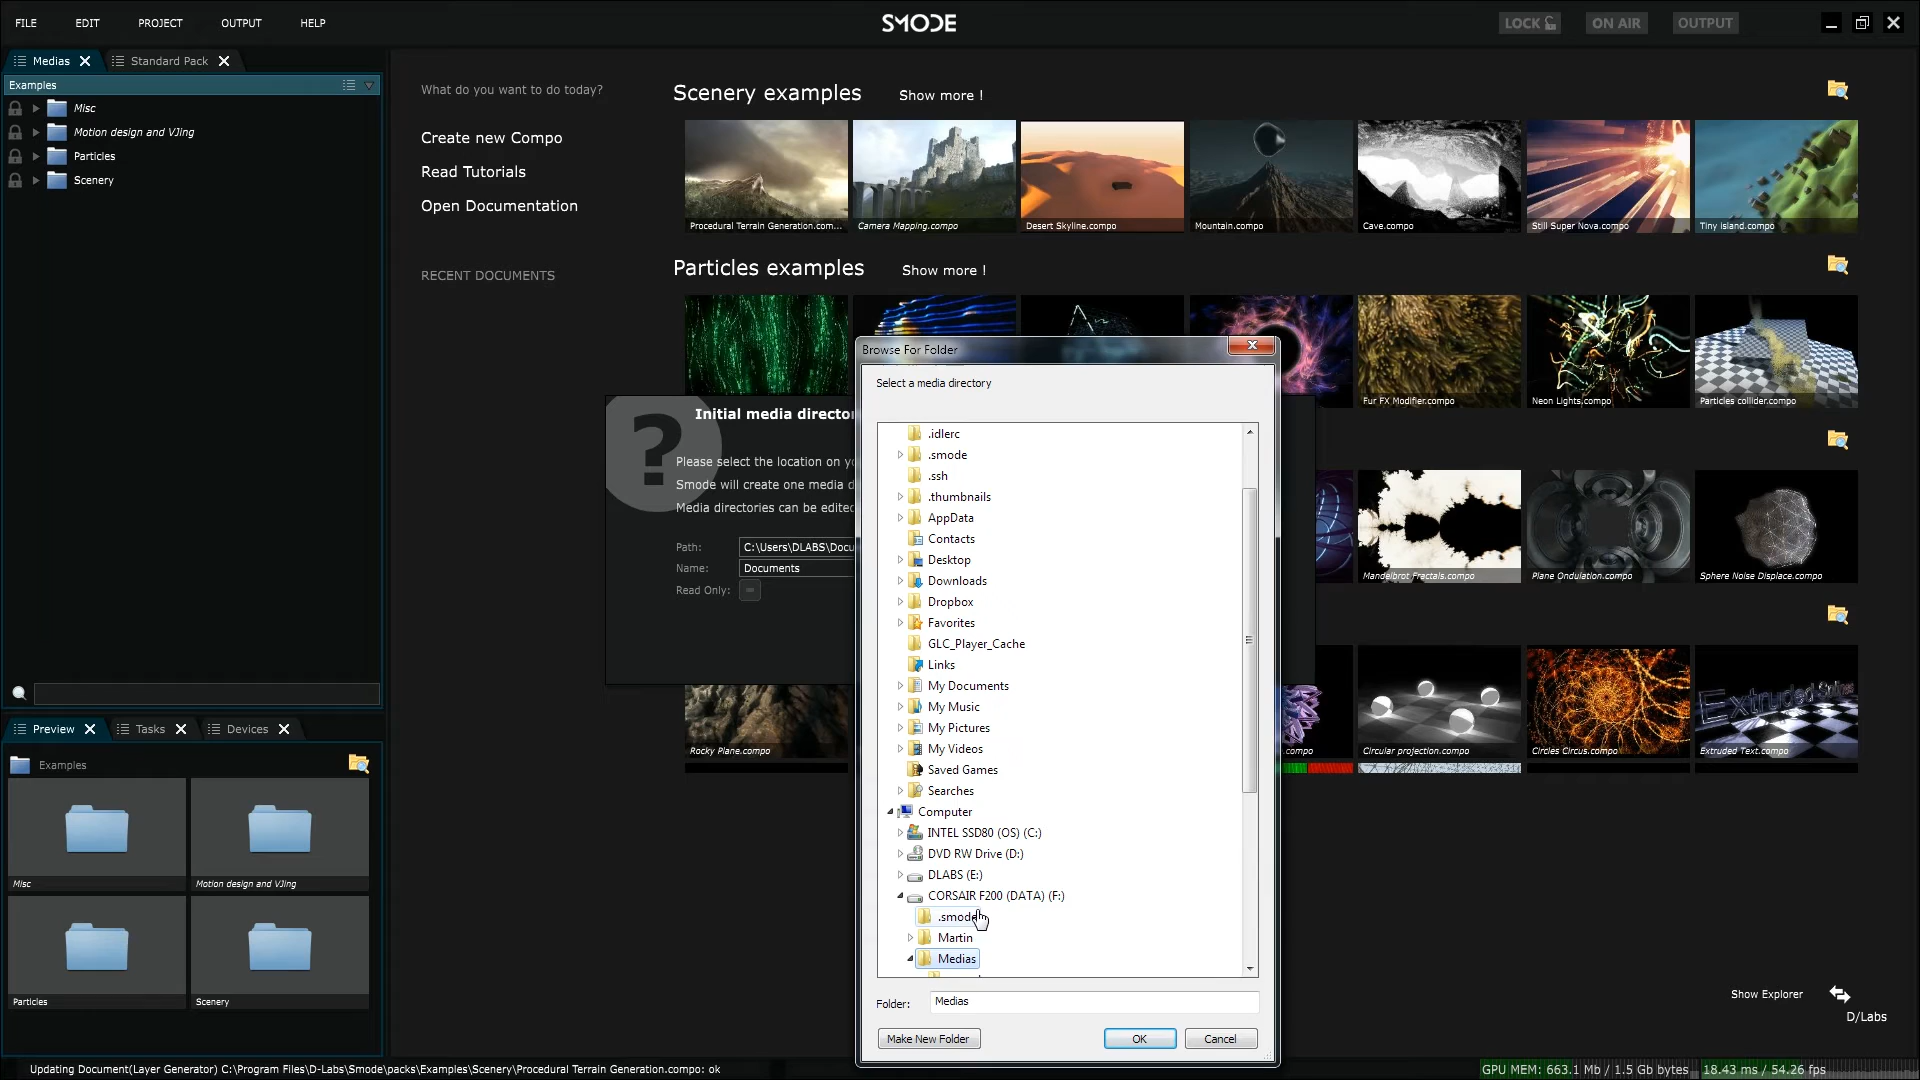 FILE EDIT PROJECT OUTPUT HELP
SMODE
LOCK ON AIR OUTPUT
Medias Standard Pack
Examples
Misc
Motion design and VJing
Particles
Scenery
What do you want to do today?
Create new Compo
Read Tutorials
Open Documentation
RECENT DOCUMENTS
Scenery examples Show more !
Procedural Terrain Generation.com... Camera Mapping.compo Desert Skyline.compo Mountain.compo Cave.compo Still Super Nova.compo Tiny Island.compo
Particles examples Show more !
Fur FX Modifier.compo Neon Lights.compo Particles collider.compo
Mandelbrot Fractals.compo Plane Ondulation.compo Sphere Noise Displace.compo
Rocky Plane.compo .compo Circular projection.compo Circles Circus.compo Extruded Text.compo
Initial media directo
Please select the location on yo
Smode will create one media d
Media directories can be edited
Path: C:\Users\DLABS\Docu
Name: Documents
Read Only:
Browse For Folder
Select a media directory
.idlerc
.smode
.ssh
.thumbnails
AppData
Contacts
Desktop
Downloads
Dropbox
Favorites
GLC_Player_Cache
Links
My Documents
My Music
My Pictures
My Videos
Saved Games
Searches
Computer
INTEL SSD80 (OS) (C:)
DVD RW Drive (D:)
DLABS (E:)
CORSAIR F200 (DATA) (F:)
.smode
Martin
Medias
Folder: Medias
Make New Folder OK Cancel
Preview Tasks Devices
Examples
Misc Motion design and VJing
Particles Scenery
Show Explorer
D/Labs
Updating Document(Layer Generator) C:\Program Files\D-Labs\Smode\packs\Examples\Scenery\Procedural Terrain Generation.compo: ok
GPU MEM: 663.1 Mb / 1.5 Gb bytes 18.43 ms / 54.26 fps